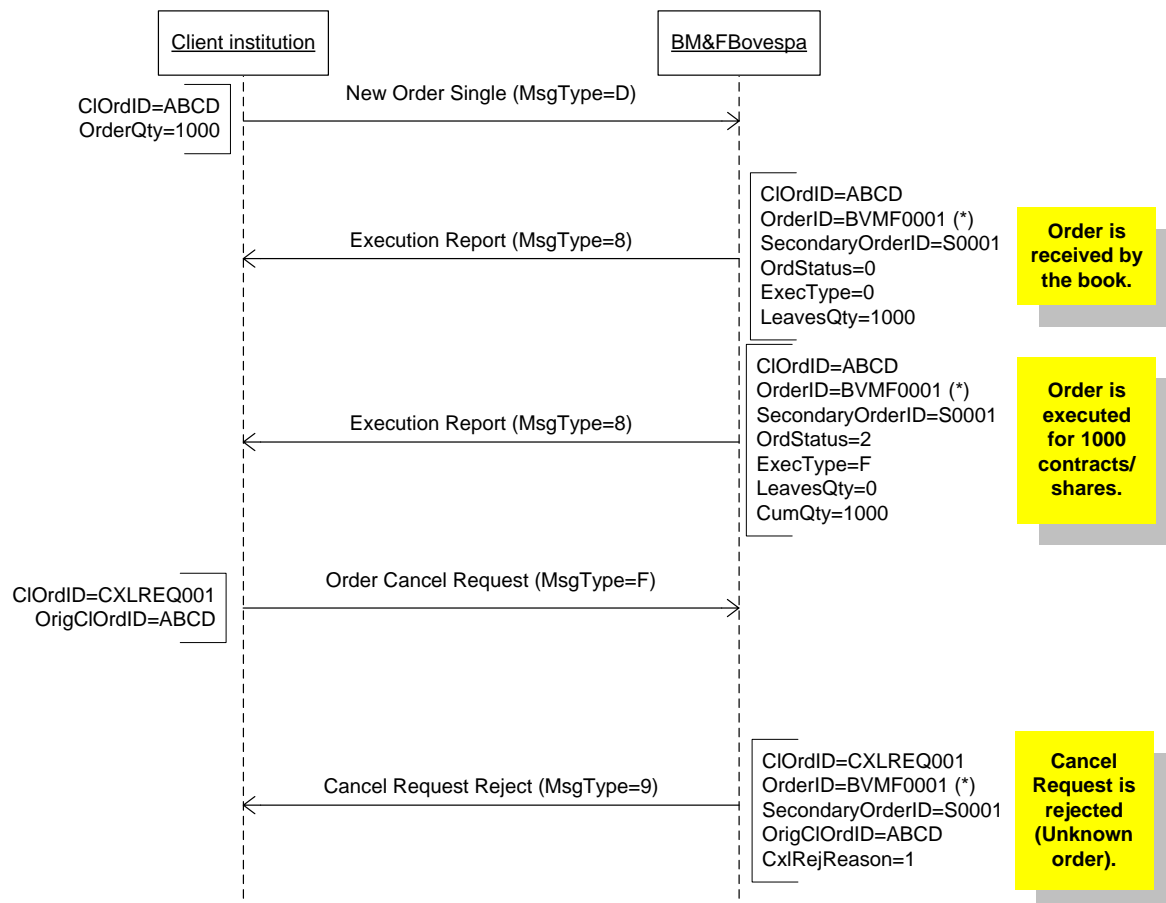 Client institution
BM&FBovespa
New Order Single (MsgType=D)
ClOrdID=ABCD
OrderQty=1000
ClOrdID=ABCD
OrderID=BVMF0001 (*)
SecondaryOrderID=S0001
OrdStatus=0
ExecType=0
LeavesQty=1000
Execution Report (MsgType=8)
Order is
received by
the book.
ClOrdID=ABCD
OrderID=BVMF0001 (*)
SecondaryOrderID=S0001
OrdStatus=2
ExecType=F
LeavesQty=0
CumQty=1000
Execution Report (MsgType=8)
Order is
executed
for 1000
contracts/
shares.
Order Cancel Request (MsgType=F)
ClOrdID=CXLREQ001
OrigClOrdID=ABCD
Cancel Request Reject (MsgType=9)
ClOrdID=CXLREQ001
OrderID=BVMF0001 (*)
SecondaryOrderID=S0001
OrigClOrdID=ABCD
CxlRejReason=1
Cancel
Request is
rejected
(Unknown
order).